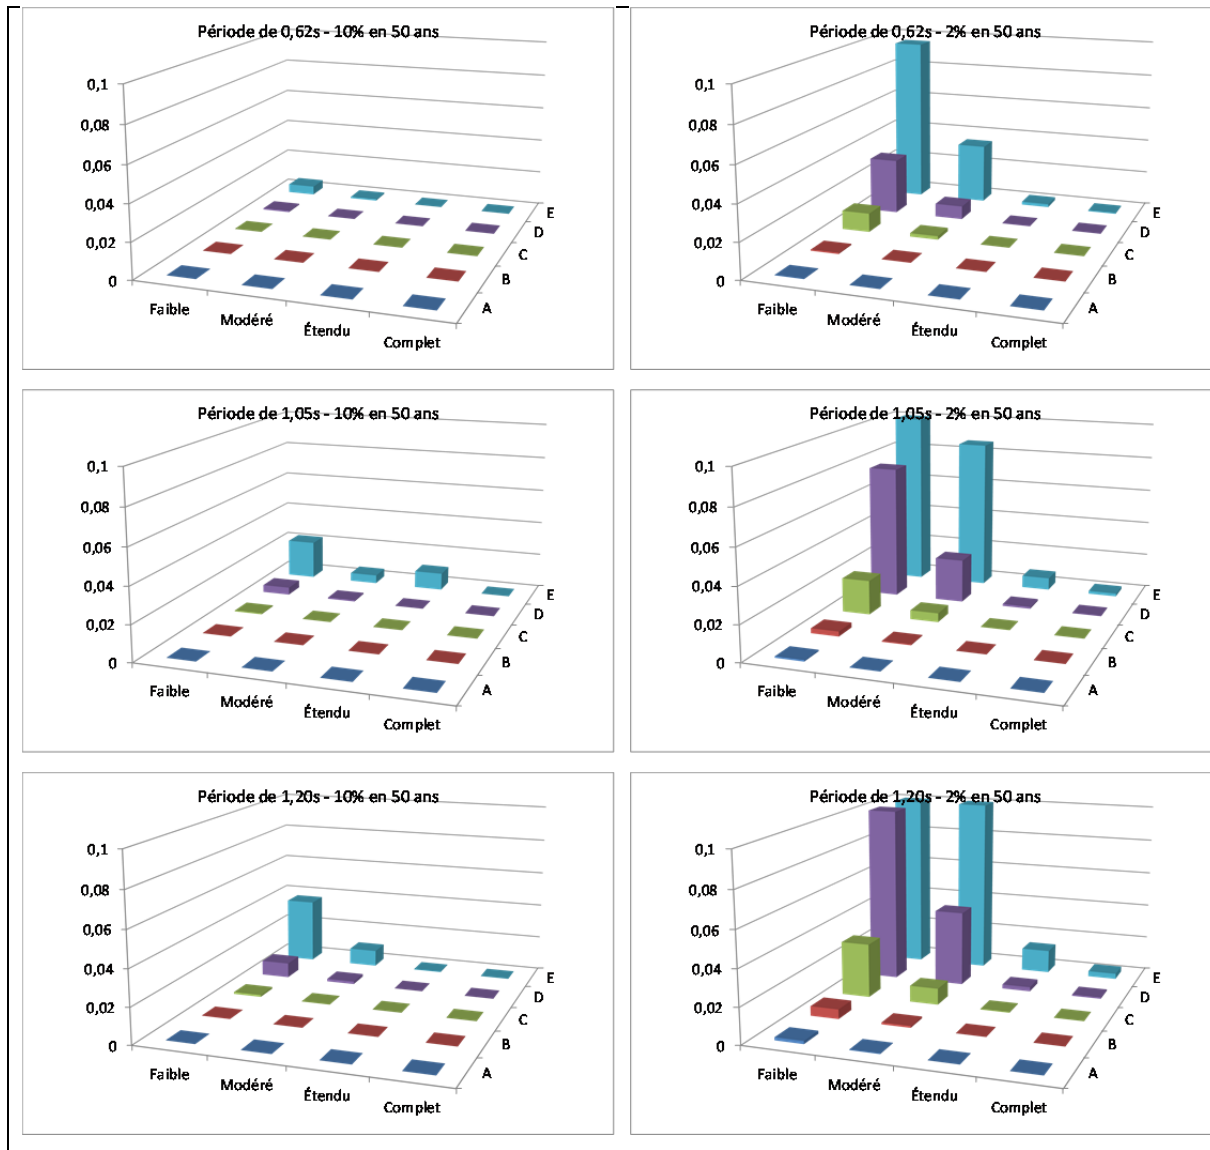 Période de 0,62s - 10% en 50 ans
0,1
0,08
0,06
0,04
0,02
0
Faible
Modéré
Étendu
Complet
A
B
C
D
E
Période de 0,62s - 2% en 50 ans
0,1
0,08
0,06
0,04
0,02
0
Faible
Modéré
Étendu
Complet
A
B
C
D
E
Période de 1,05s - 10% en 50 ans
0,1
0,08
0,06
0,04
0,02
0
Faible
Modéré
Étendu
Complet
A
B
C
D
E
Période de 1,05s - 2% en 50 ans
0,1
0,08
0,06
0,04
0,02
0
Faible
Modéré
Étendu
Complet
A
B
C
D
E
Période de 1,20s - 10% en 50 ans
0,1
0,08
0,06
0,04
0,02
0
Faible
Modéré
Étendu
Complet
A
B
C
D
E
Période de 1,20s - 2% en 50 ans
0,1
0,08
0,06
0,04
0,02
0
Faible
Modéré
Étendu
Complet
A
B
C
D
E